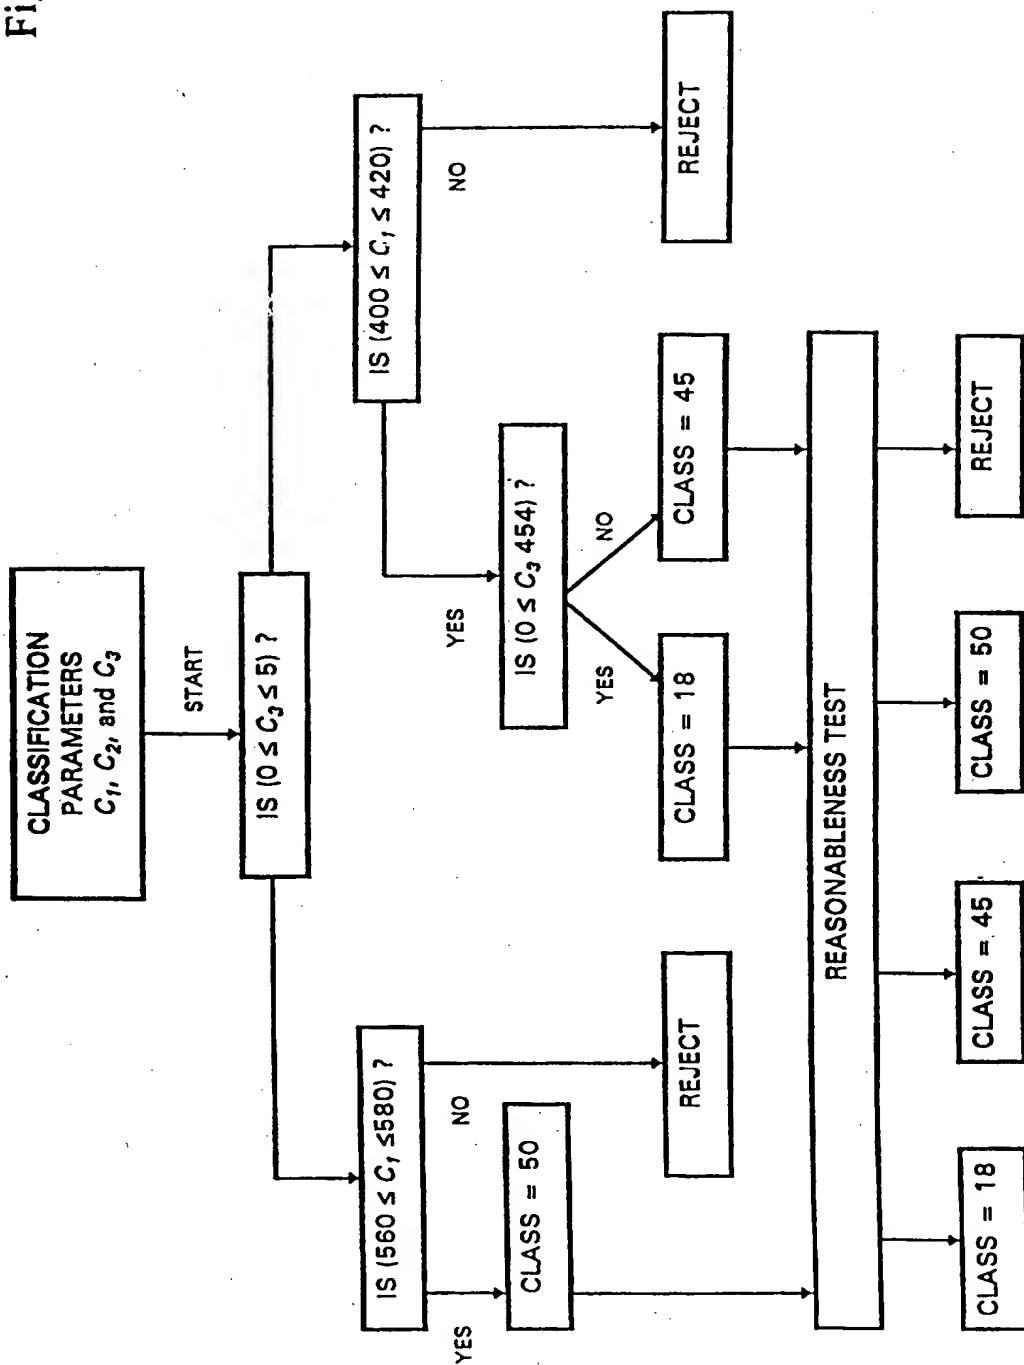 Fi
CLASSIFICATION
PARAMETERS
C₁, C₂, and C₃
START
IS (0 ≤ C₃ ≤ 5) ?
IS (560 ≤ C₁ ≤580) ?
IS (400 ≤ C₁ ≤ 420) ?
YES
NO
YES
NO
CLASS = 50
IS (0 ≤ C₃ 454) ?
YES
NO
REJECT
CLASS = 18
CLASS = 45
REJECT
REASONABLENESS TEST
CLASS = 18
CLASS = 45
CLASS = 50
REJECT